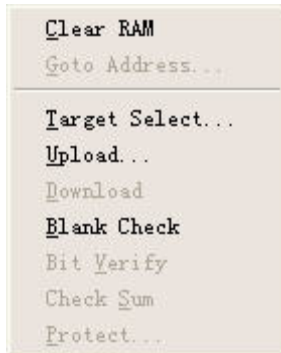 Clear RAM
Goto Address...
Target Select...
Upload...
Download
Blank Check
Bit Verify
Check Sum
Protect...